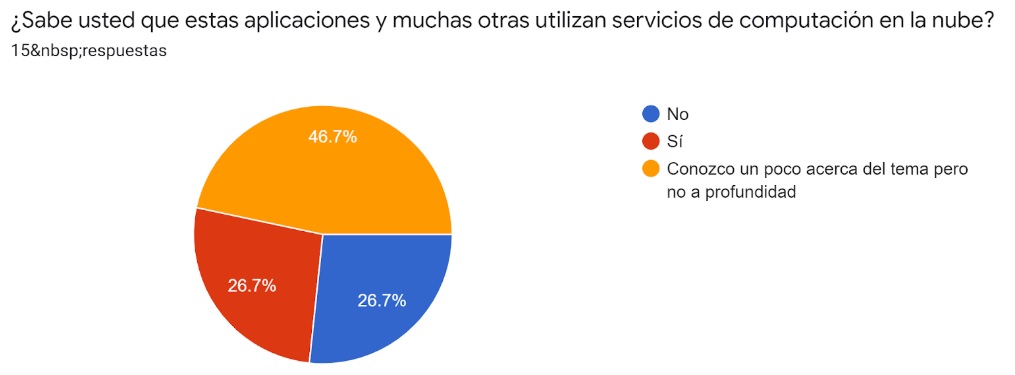 ¿Sabe usted que estas aplicaciones y muchas otras utilizan servicios de computación en la nube?
15&nbsp;respuestas
46.7%
26.7%
26.7%
No
Sí
Conozco un poco acerca del tema pero
no a profundidad